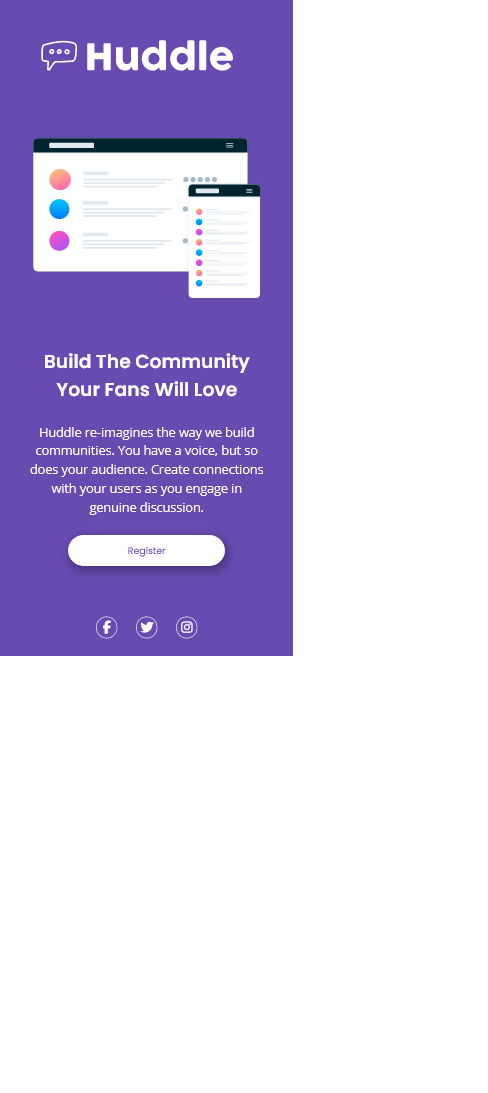 Huddle
Build The Community
Your Fans Will Love
Huddle re-imagines the way we build
communities. You have a voice, but so
does your audience. Create connections
with your users as you engage in
genuine discussion.
Register